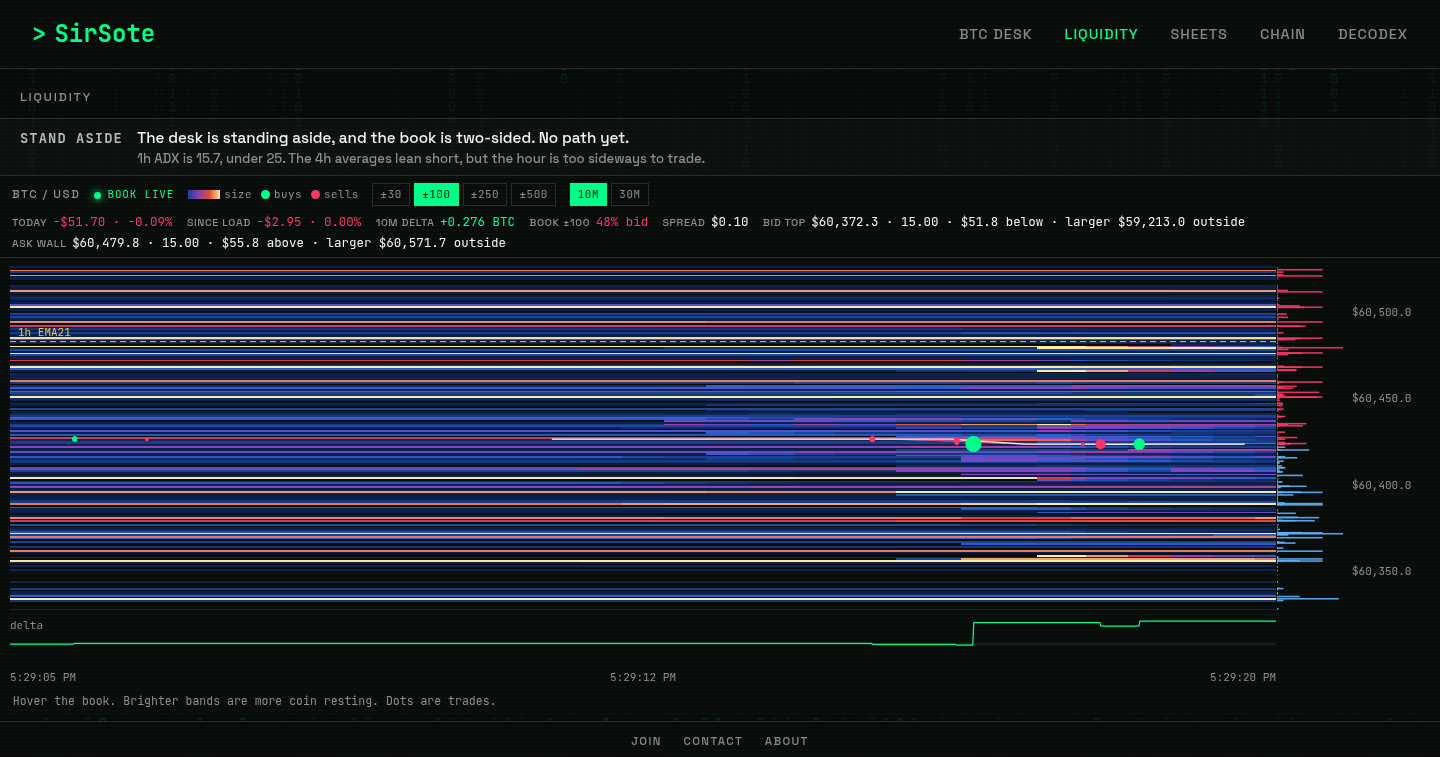 > SirSote
BTC DESK LIQUIDITY SHEETS CHAIN DECODEX
LIQUIDITY
STAND ASIDE The desk is standing aside, and the book is two-sided. No path yet.
1h ADX is 15.7, under 25. The 4h averages lean short, but the hour is too sideways to trade.
BTC / USD BOOK LIVE size buys sells ±30 ±100 ±250 ±500 10M 30M
TODAY -$51.70 · -0.09% SINCE LOAD -$2.95 · 0.00% 10M DELTA +0.276 BTC BOOK ±100 48% bid SPREAD $0.10 BID TOP $60,372.3 · 15.00 · $51.8 below · larger $59,213.0 outside
ASK WALL $60,479.8 · 15.00 · $55.8 above · larger $60,571.7 outside
$60,500.0
1h EMA21
$60,450.0
$60,400.0
$60,350.0
delta
5:29:05 PM 5:29:12 PM 5:29:20 PM
Hover the book. Brighter bands are more coin resting. Dots are trades.
JOIN CONTACT ABOUT